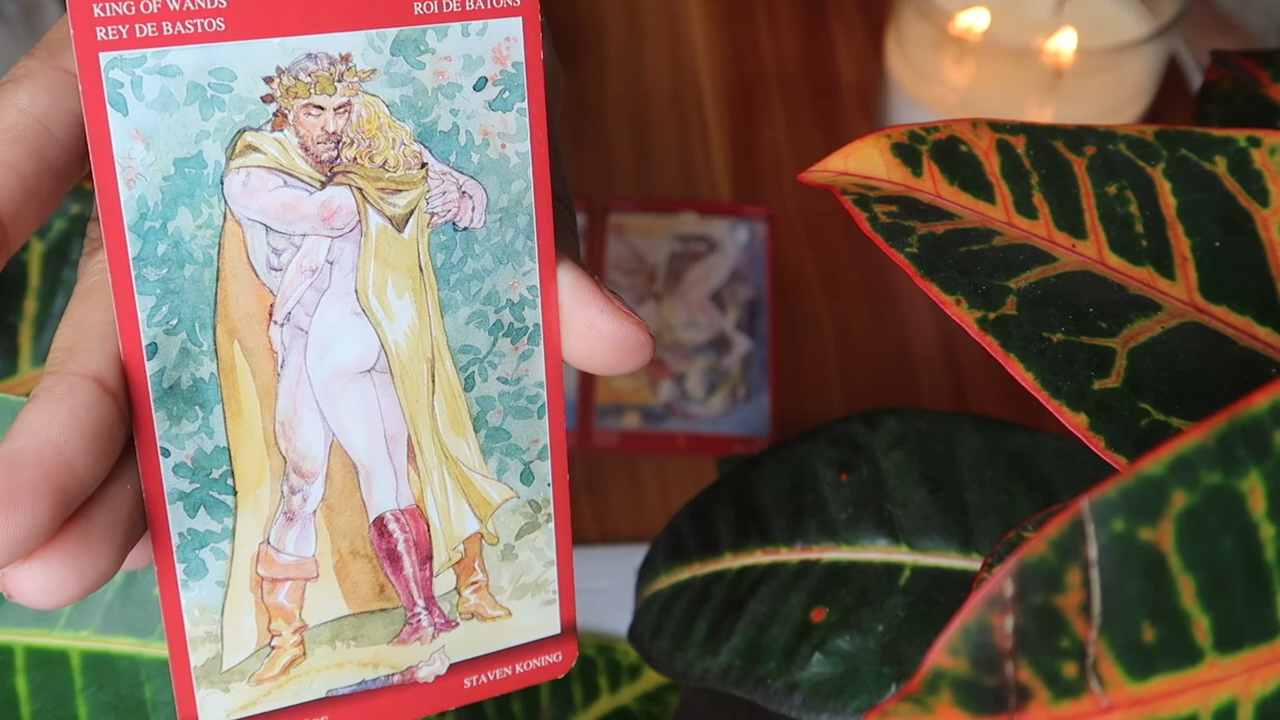 KING OF WANDS
ROI DE BATONS
REY DE BASTOS
STAVEN KONING